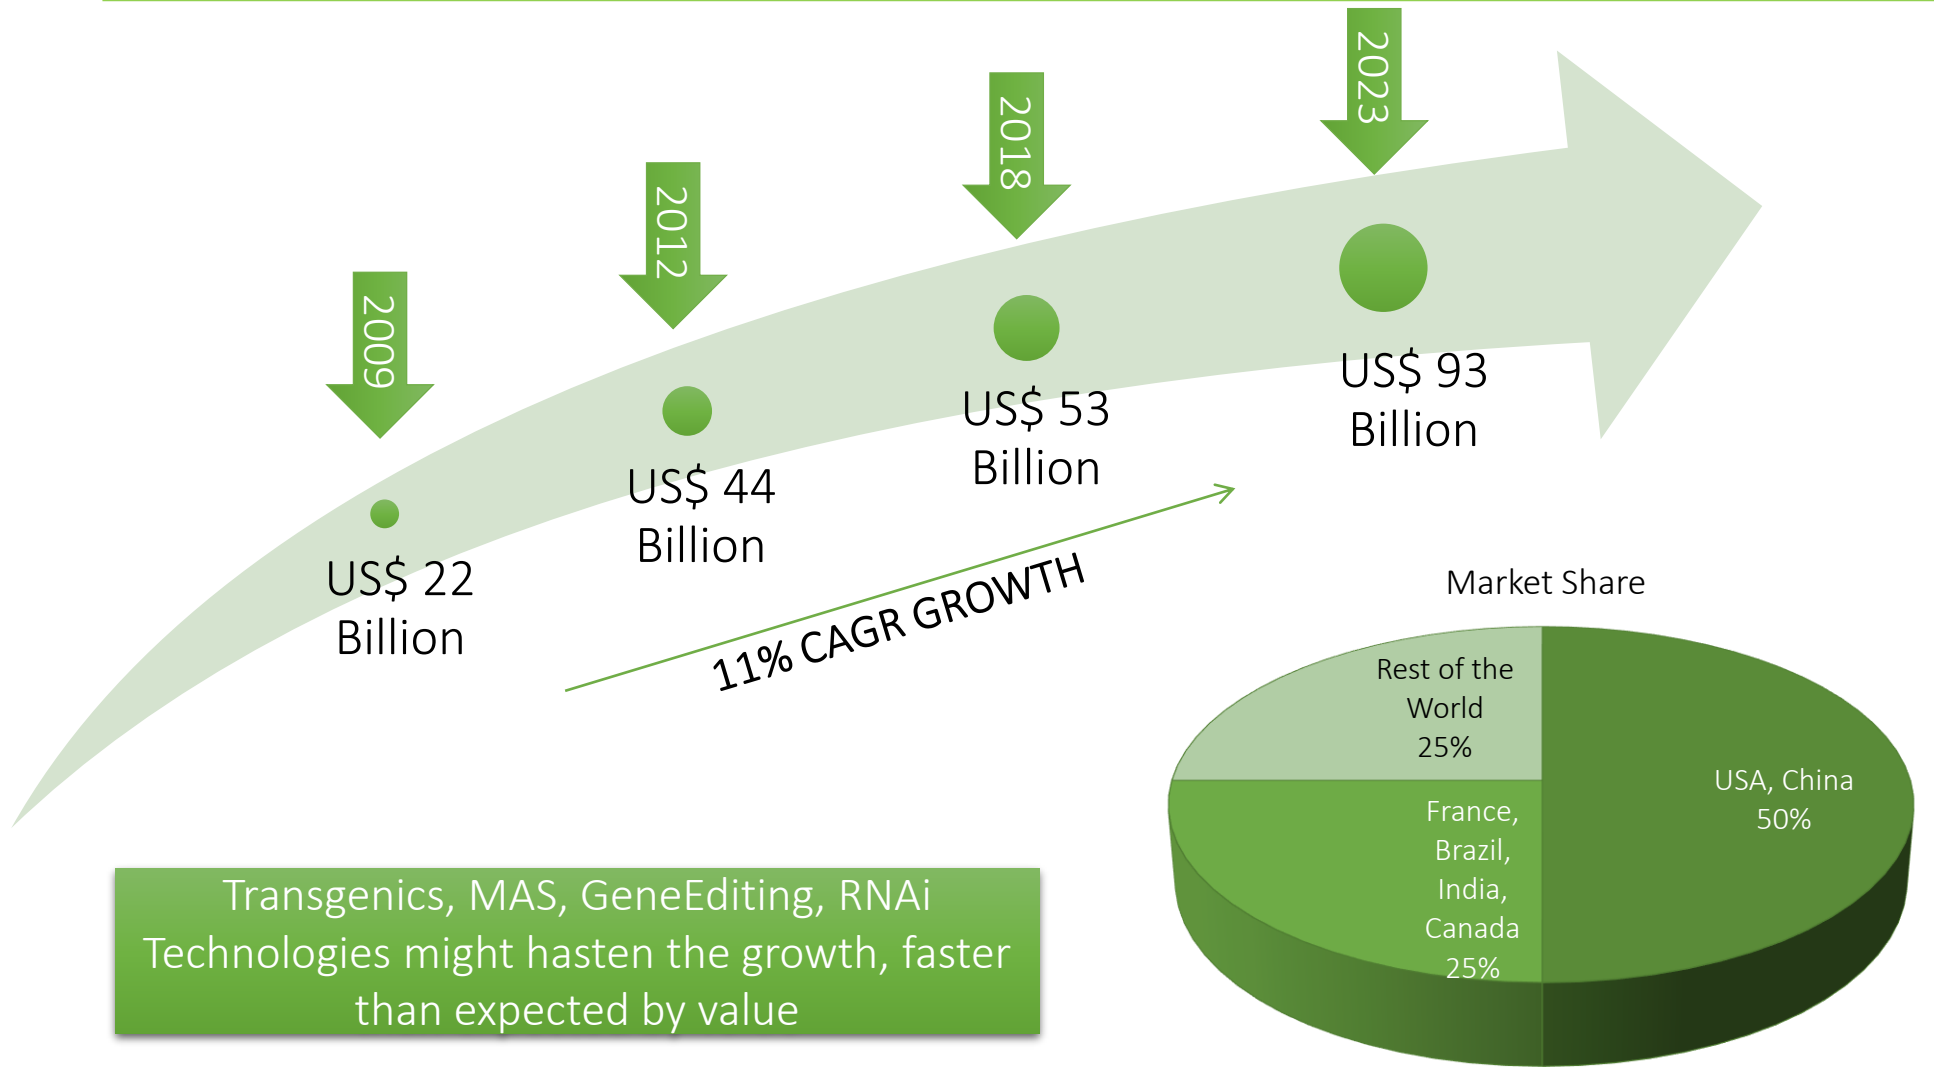 2023
2018
2012
2009
US$ 93
Billion
US$ 53
Billion
US$ 44
Billion
US$ 22
Billion
11% CAGR GROWTH
Market Share
Rest of the
World
25%
USA, China
50%
France,
Brazil,
India,
Canada
25%
Transgenics, MAS, GeneEditing, RNAi
Technologies might hasten the growth, faster
than expected by value